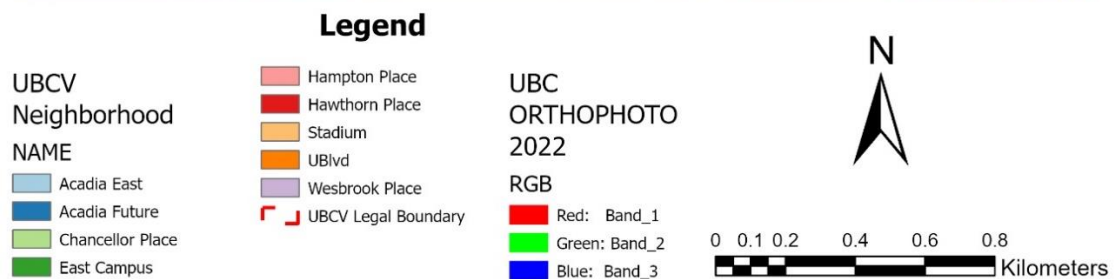 Legend
UBCV
Neighborhood
NAME
Acadia East
Acadia Future
Chancellor Place
East Campus
Hampton Place
Hawthorn Place
Stadium
UBlvd
Wesbrook Place
UBCV Legal Boundary
UBC
ORTHOPHOTO
2022
RGB
Red: Band_1
Green: Band_2
Blue: Band_3
N
0 0.1 0.2 0.4 0.6 0.8
Kilometers